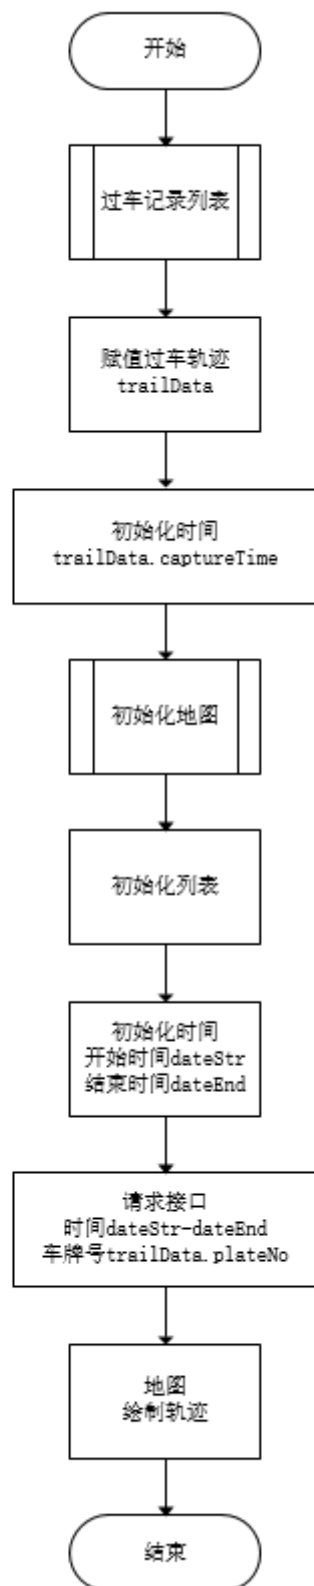 开始
过车记录列表
赋值过车轨迹
trailData
初始化时间
trailData.captureTime
初始化地图
初始化列表
初始化时间
开始时间dateStr
结束时间dateEnd
请求接口
时间dateStr-dateEnd
车牌号trailData.plateNo
地图
绘制轨迹
结束